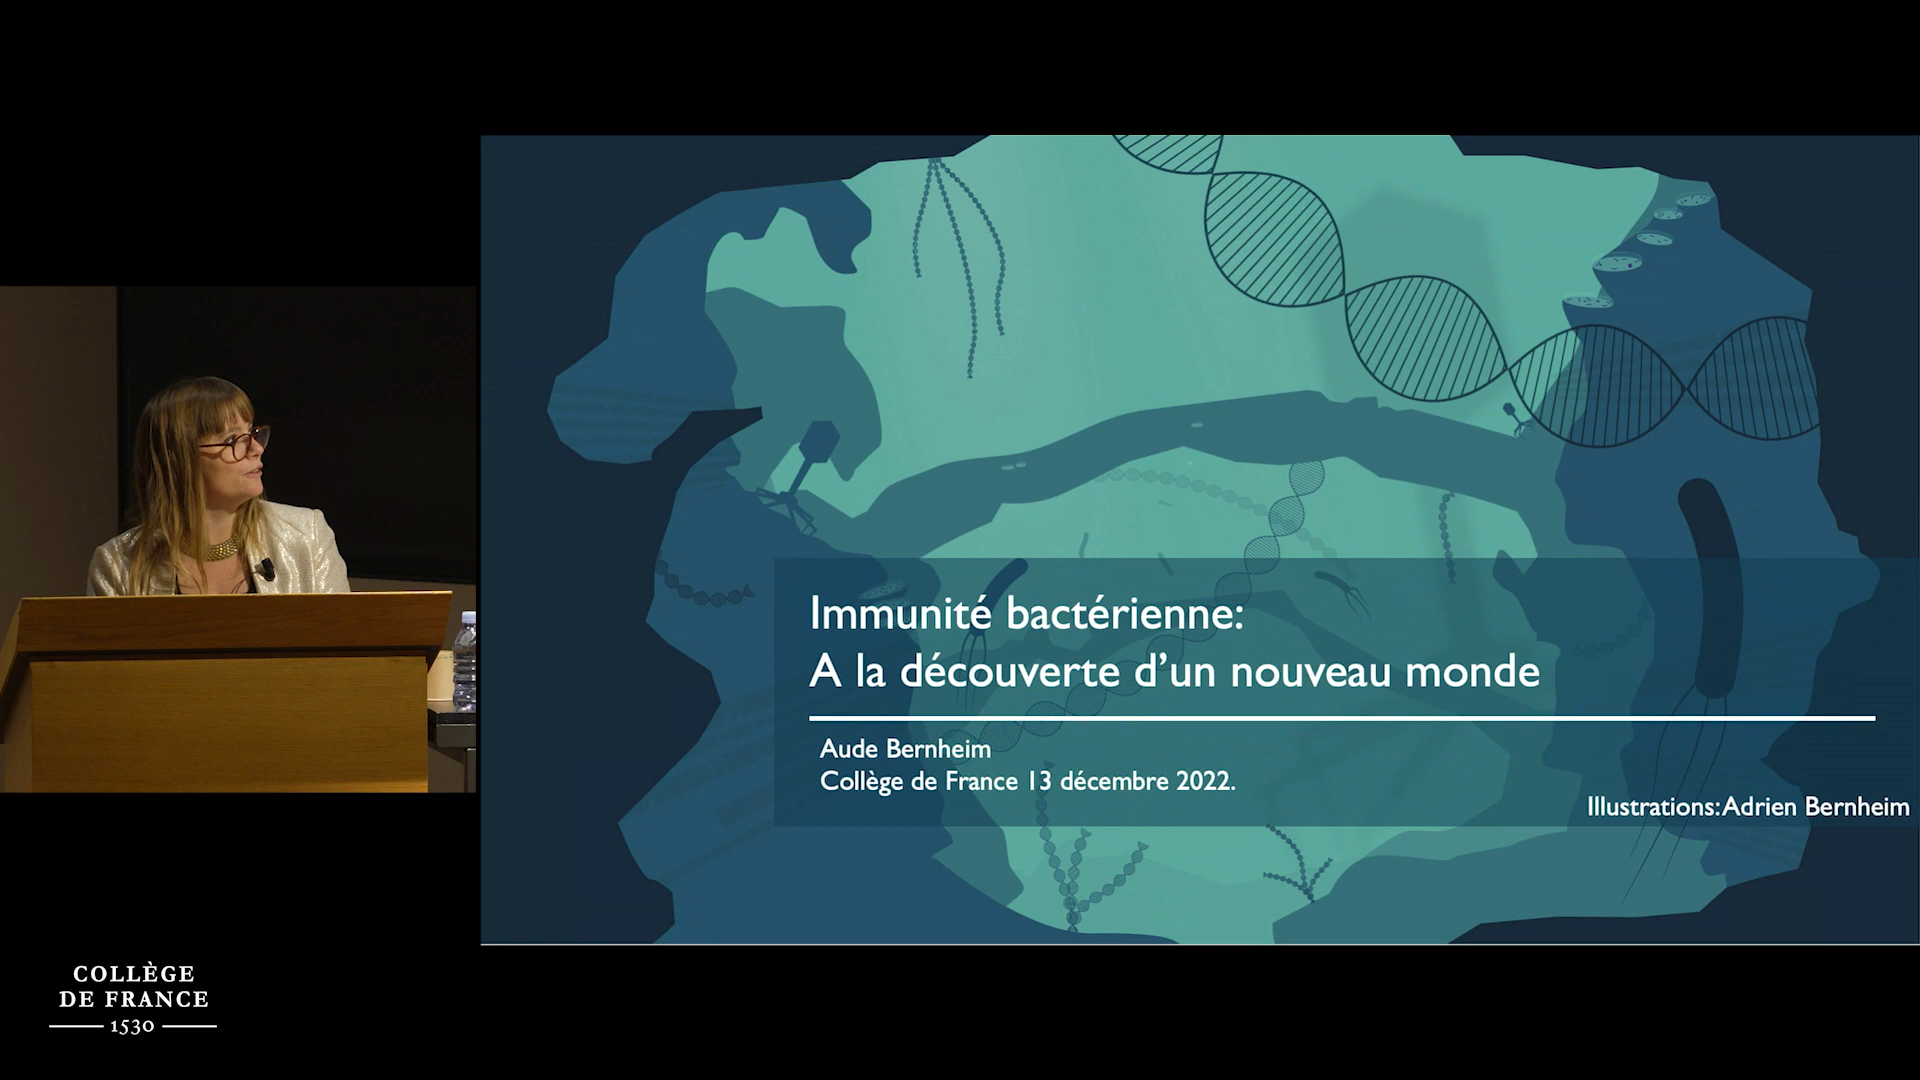 Immunité bactérienne:
A la découverte d’un nouveau monde
Aude Bernheim
Collège de France 13 décembre 2022.
Illustrations: Adrien Bernheim
COLLÈGE
DE FRANCE
1530